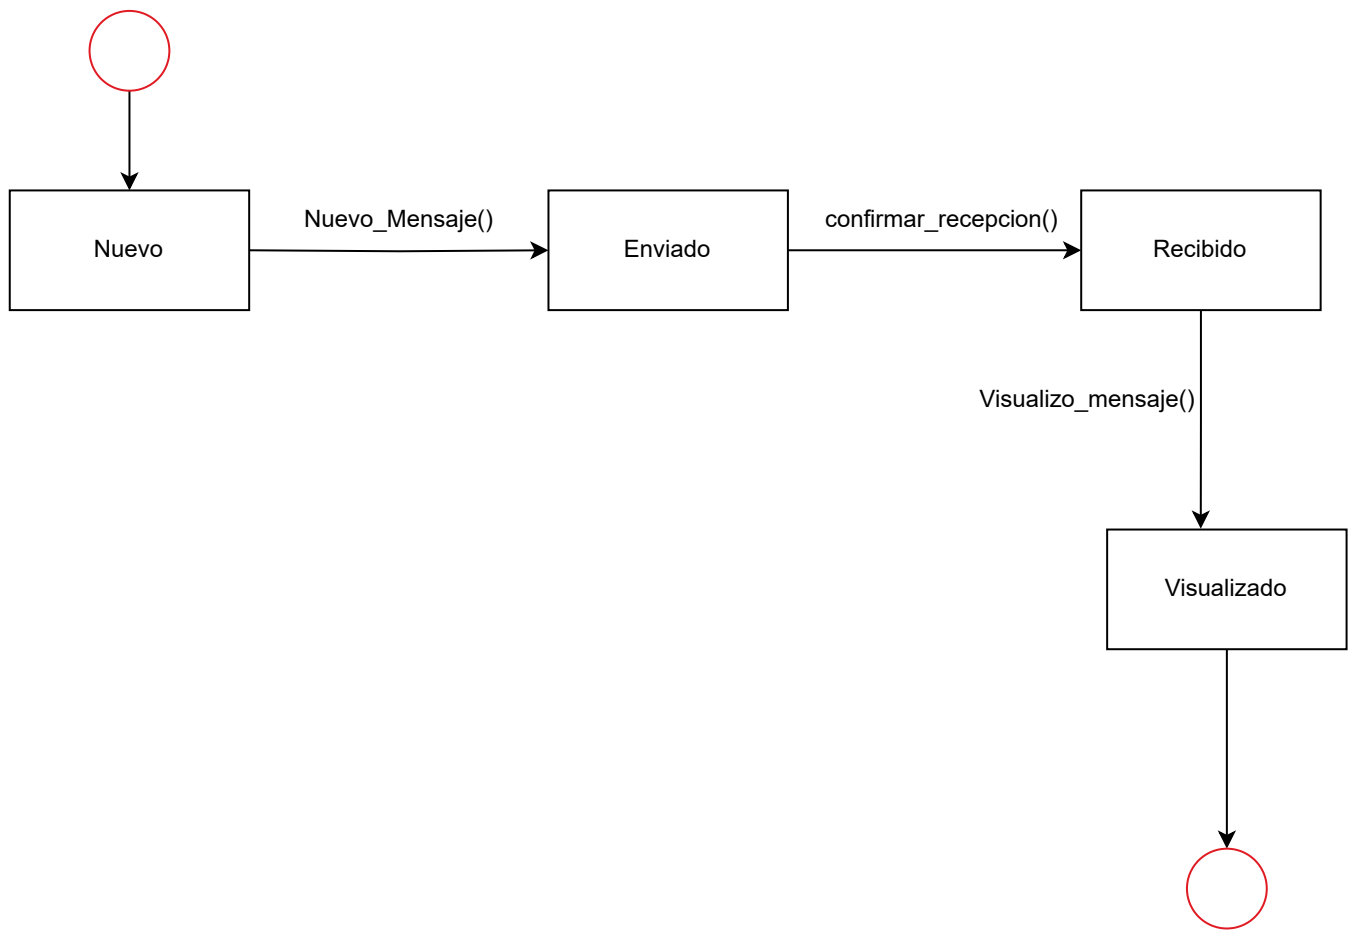 Nuevo
Nuevo_Mensaje()
Enviado
confirmar_recepcion()
Recibido
Visualizo_mensaje()
Visualizado